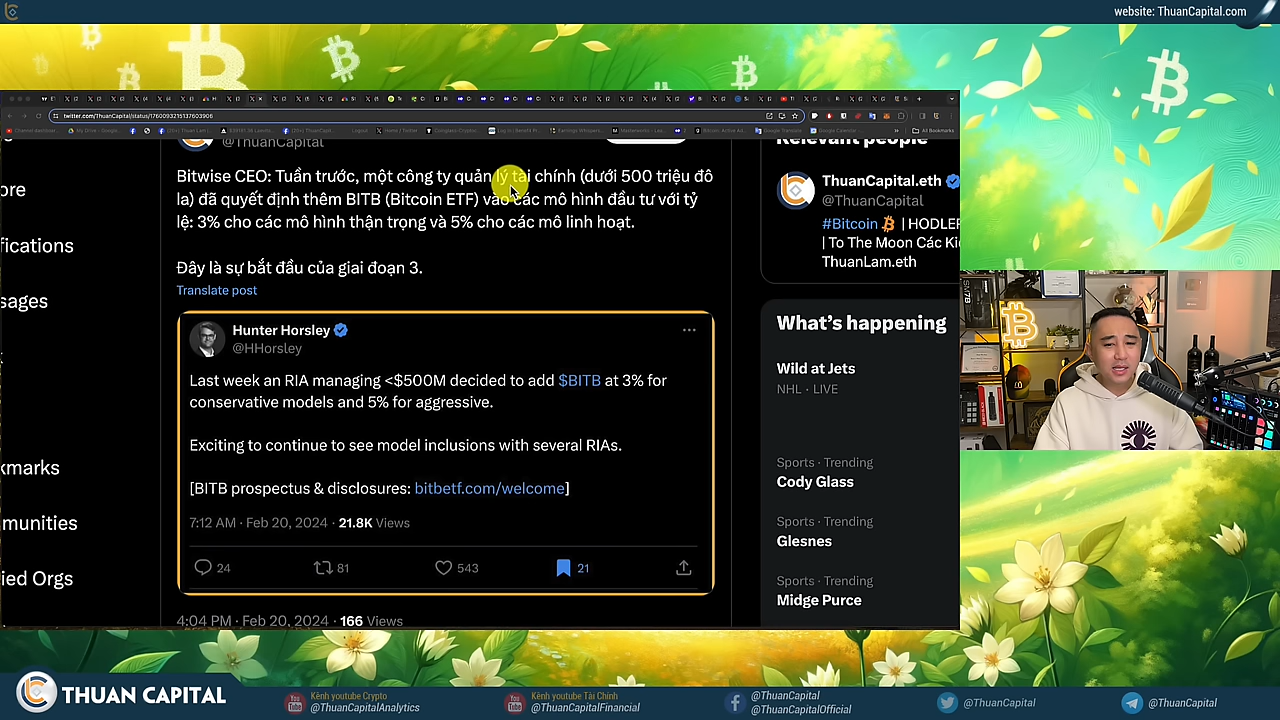 website: ThuanCapital.com
twitter.com/ThuanCapital/status/1760093215137603906
All Bookmarks
@ThuanCapital
Bitwise CEO: Tuần trước, một công ty quản lý tài chính (dưới 500 triệu đô
la) đã quyết định thêm BITB (Bitcoin ETF) vào các mô hình đầu tư với tỷ
lệ: 3% cho các mô hình thận trọng và 5% cho các mô linh hoạt.
Đây là sự bắt đầu của giai đoạn 3.
Translate post
Hunter Horsley
@HHorsley
Last week an RIA managing <$500M decided to add $BITB at 3% for
conservative models and 5% for aggressive.
Exciting to continue to see model inclusions with several RIAs.
[BITB prospectus & disclosures: bitbetf.com/welcome]
7:12 AM · Feb 20, 2024 · 21.8K Views
24 81 543 21
4:04 PM · Feb 20, 2024 · 166 Views
ore
fications
sages
kmarks
munities
ied Orgs
Relevant people
ThuanCapital.eth
@ThuanCapital
#Bitcoin | HODLER
| To The Moon Các Ki
ThuanLam.eth
What's happening
Wild at Jets
NHL · LIVE
Sports · Trending
Cody Glass
Sports · Trending
Glesnes
Sports · Trending
Midge Purce
SM7B
THUAN CAPITAL
Kênh youtube Crypto
@ThuanCapitalAnalytics
Kênh youtube Tài Chính
@ThuanCapitalFinancial
@ThuanCapital
@ThuanCapitalOfficial
@ThuanCapital
@ThuanCapital